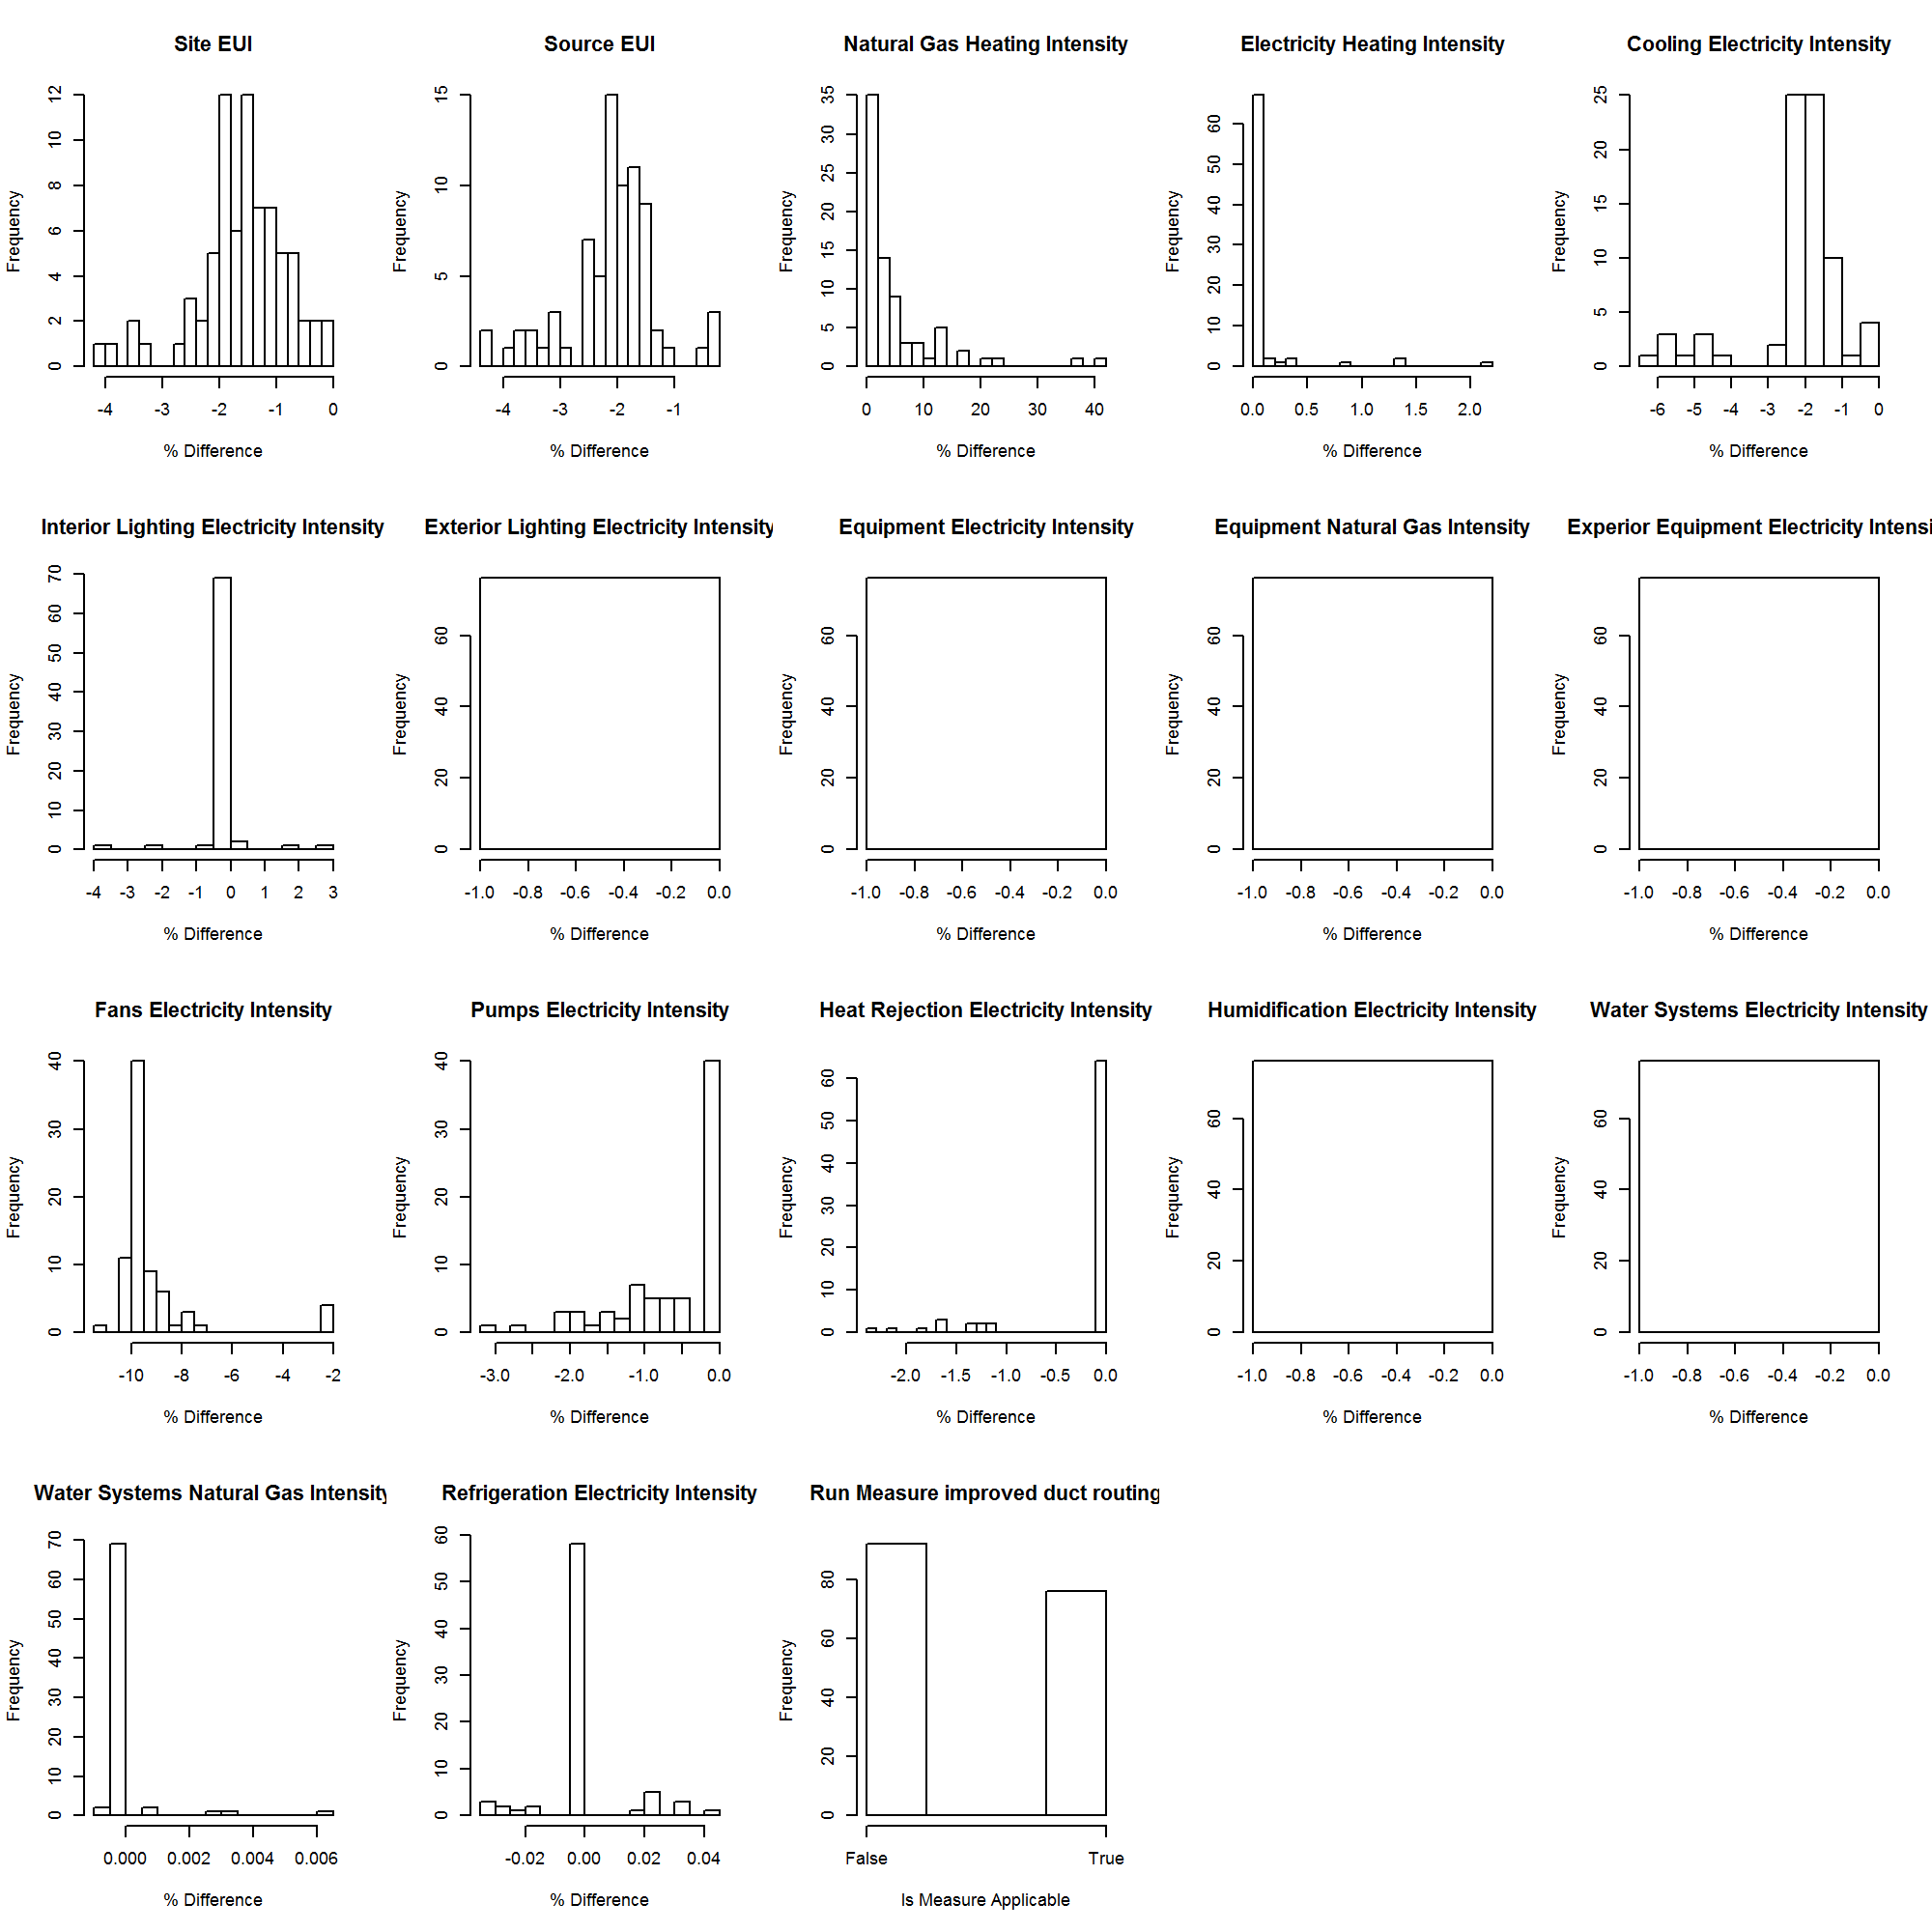 Site EUI
Frequency
12
10
8
6
4
2
0
-4 -3 -2 -1 0
% Difference
Source EUI
Frequency
15
10
5
0
-4 -3 -2 -1
% Difference
Natural Gas Heating Intensity
Frequency
35
30
25
20
15
10
5
0
0 10 20 30 40
% Difference
Electricity Heating Intensity
Frequency
60
50
40
30
20
10
0
0.0 0.5 1.0 1.5 2.0
% Difference
Cooling Electricity Intensity
Frequency
25
20
15
10
5
0
-6 -5 -4 -3 -2 -1 0
% Difference
Interior Lighting Electricity Intensity
Frequency
70
60
50
40
30
20
10
0
-4 -3 -2 -1 0 1 2 3
% Difference
Exterior Lighting Electricity Intensity
Frequency
60
40
20
0
-1.0 -0.8 -0.6 -0.4 -0.2 0.0
% Difference
Equipment Electricity Intensity
Frequency
60
40
20
0
-1.0 -0.8 -0.6 -0.4 -0.2 0.0
% Difference
Equipment Natural Gas Intensity
Frequency
60
40
20
0
-1.0 -0.8 -0.6 -0.4 -0.2 0.0
% Difference
Experior Equipment Electricity Intensi
Frequency
60
40
20
0
-1.0 -0.8 -0.6 -0.4 -0.2 0.0
% Difference
Fans Electricity Intensity
Frequency
40
30
20
10
0
-10 -8 -6 -4 -2
% Difference
Pumps Electricity Intensity
Frequency
40
30
20
10
0
-3.0 -2.0 -1.0 0.0
% Difference
Heat Rejection Electricity Intensity
Frequency
60
50
40
30
20
10
0
-2.0 -1.5 -1.0 -0.5 0.0
% Difference
Humidification Electricity Intensity
Frequency
60
40
20
0
-1.0 -0.8 -0.6 -0.4 -0.2 0.0
% Difference
Water Systems Electricity Intensity
Frequency
60
40
20
0
-1.0 -0.8 -0.6 -0.4 -0.2 0.0
% Difference
Water Systems Natural Gas Intensity
Frequency
70
60
50
40
30
20
10
0
0.000 0.002 0.004 0.006
% Difference
Refrigeration Electricity Intensity
Frequency
60
50
40
30
20
10
0
-0.02 0.00 0.02 0.04
% Difference
Run Measure improved duct routing
Frequency
80
60
40
20
0
False True
Is Measure Applicable